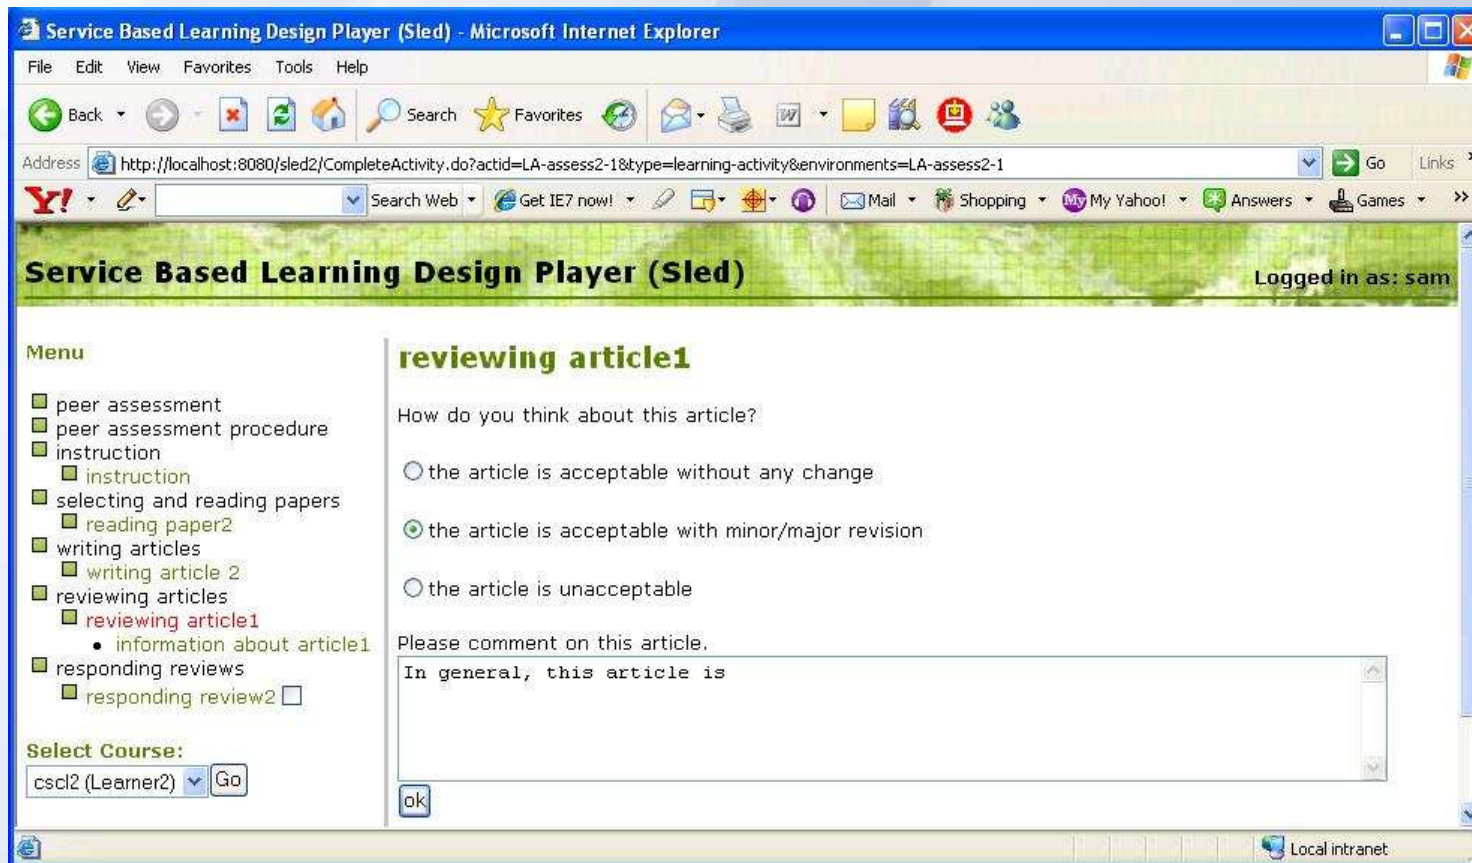 Service Based Learning Design Player (Sled) - Microsoft Internet Explorer
File Edit View Favorites Tools Help
Back Search Favorites
Address http://localhost:8080/sled2/CompleteActivity.do?actid=LA-assess2-1&type=learning-activity&environments=LA-assess2-1 Go Links
Y! Search Web Get IE7 now! Mail Shopping My My Yahoo! Answers Games
Service Based Learning Design Player (Sled)
Logged in as: sam
Menu
peer assessment
peer assessment procedure
instruction
instruction
selecting and reading papers
reading paper2
writing articles
writing article 2
reviewing articles
reviewing article1
information about article1
responding reviews
responding review2
Select Course:
cscl2 (Learner2) Go
reviewing article1
How do you think about this article?
the article is acceptable without any change
the article is acceptable with minor/major revision
the article is unacceptable
Please comment on this article.
In general, this article is
ok
Local intranet